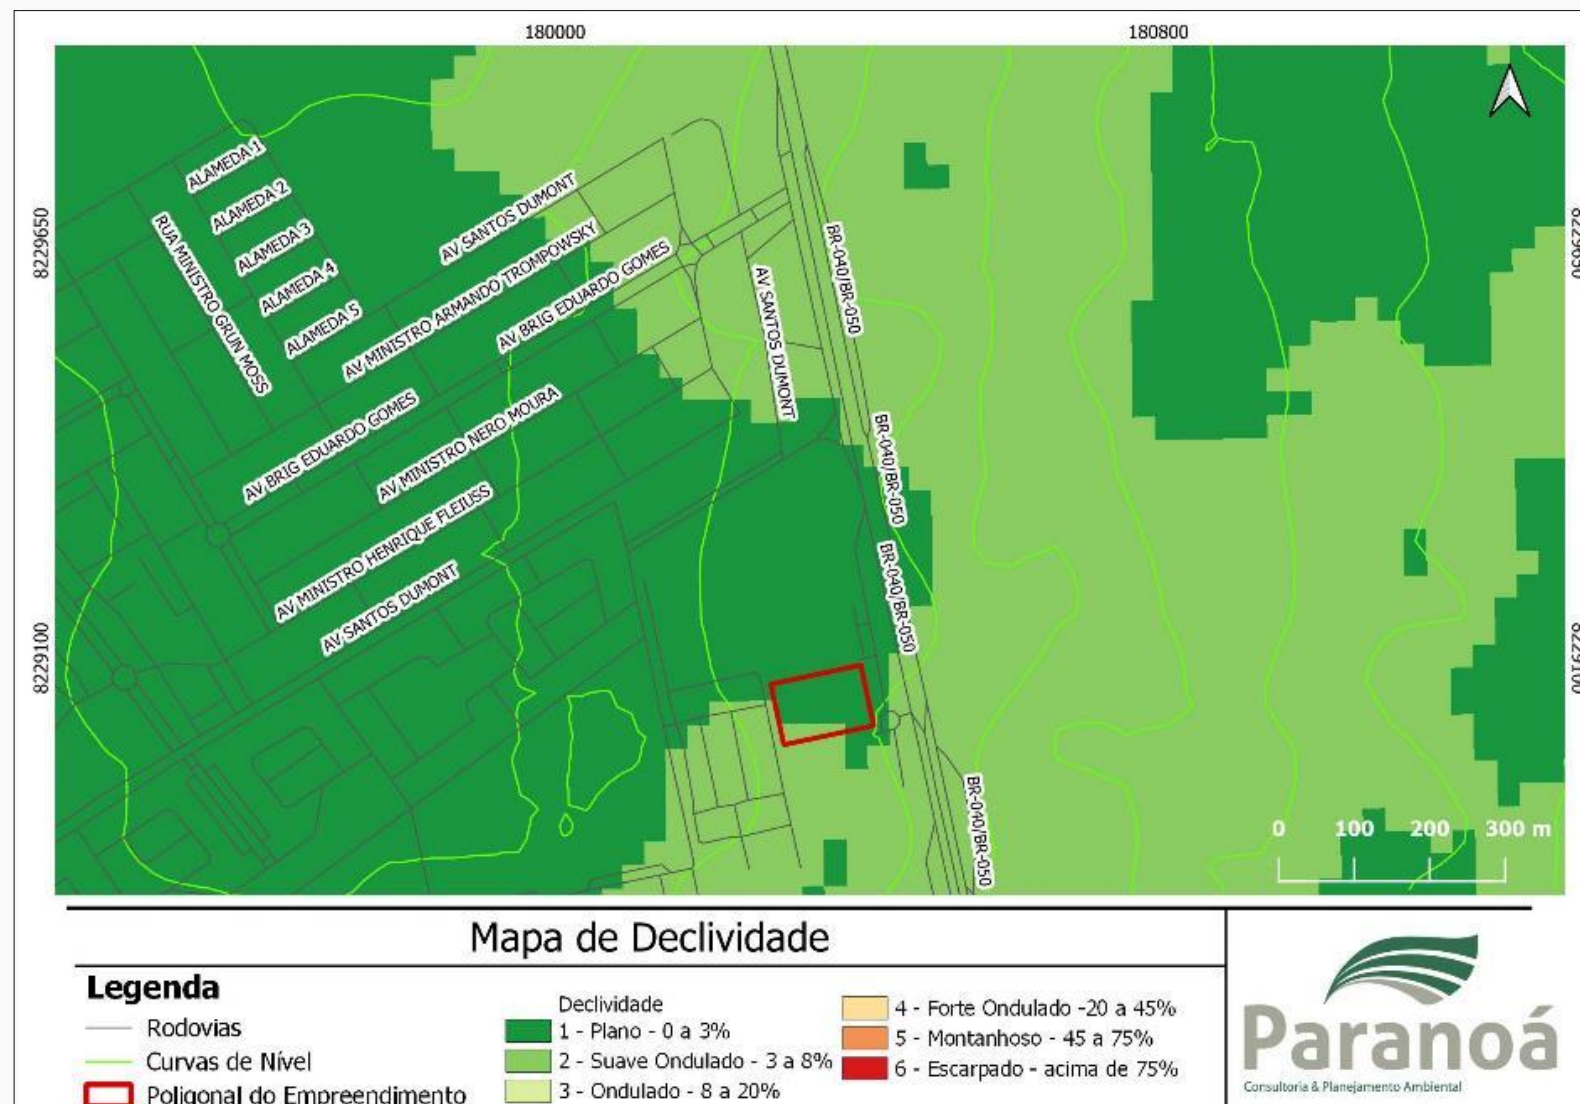 180000 180800
8229650
8229650
8229100
8229100
ALAMEDA 1
ALAMEDA 2
ALAMEDA 3
ALAMEDA 4
ALAMEDA 5
RUA MINISTRO GRUN MOSS
AV SANTOS DUMONT
AV MINISTRO ARMANDO TROMPOWSKY
AV BRIG EDUARDO GOMES
AV SANTOS DUMONT
BR-040/BR-050
AV BRIG EDUARDO GOMES
AV MINISTRO NERO MOURA
AV MINISTRO HENRIQUE FLEIUSS
AV SANTOS DUMONT
BR-040/BR-050
BR-040/BR-050
BR-040/BR-050
0 100 200 300 m
Mapa de Declividade
Legenda
Rodovias
Curvas de Nível
Poligonal do Empreendimento
Declividade
1 - Plano - 0 a 3%
2 - Suave Ondulado - 3 a 8%
3 - Ondulado - 8 a 20%
4 - Forte Ondulado -20 a 45%
5 - Montanhoso - 45 a 75%
6 - Escarpado - acima de 75%
Paranoá
Consultoria & Planejamento Ambiental